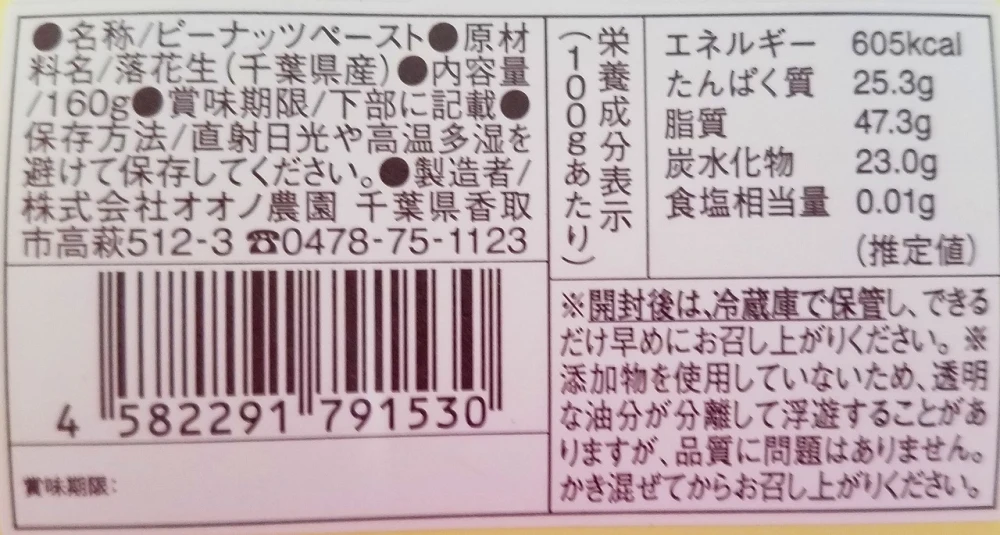 ●名称/ピーナッツペースト●原材
料名/落花生(千葉県産)●内容量
/160g●賞味期限/下部に記載●
保存方法/直射日光や高温多湿を
避けて保存してください。●製造者/
株式会社オオノ農園 千葉県香取
市高萩512-3 ☎0478-75-1123
4 582291 791530
賞味期限:
栄養成分表示
(100gあたり)
エネルギー 605kcal
たんぱく質 25.3g
脂質 47.3g
炭水化物 23.0g
食塩相当量 0.01g
(推定値)
※開封後は、冷蔵庫で保管し、できる
だけ早めにお召し上がりください。※
添加物を使用していないため、透明
な油分が分離して浮遊することがあ
りますが、品質に問題はありません。
かき混ぜてからお召し上がりください。